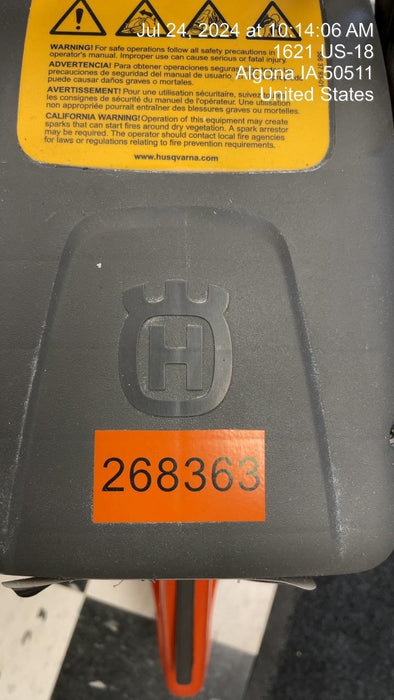 Jul 24, 2024 at 10:14:06 AM
1621 US-18
Algona IA 50511
United States
WARNING! For safe operations follow all safety precautions in
operator's manual. Improper use can cause serious or fatal injury.
ADVERTENCIA! Para obtener operaciones seguras
precauciones de seguridad del manual de usuario.
puede causar daños graves o mortales.
AVERTISSEMENT! Pour une utilisation sécuritaire, suivez
les consignes de sécurité du manuel de l'opérateur. Une utilisation
non appropriée pourrait entraîner des blessures graves ou mortelles.
CALIFORNIA WARNING! Operation of this equipment may create
sparks that can start fires around dry vegetation. A spark arrestor
may be required. The operator should contact local fire agencies
for laws or regulations relating to fire prevention requirements.
www.husqvarna.com
H
268363